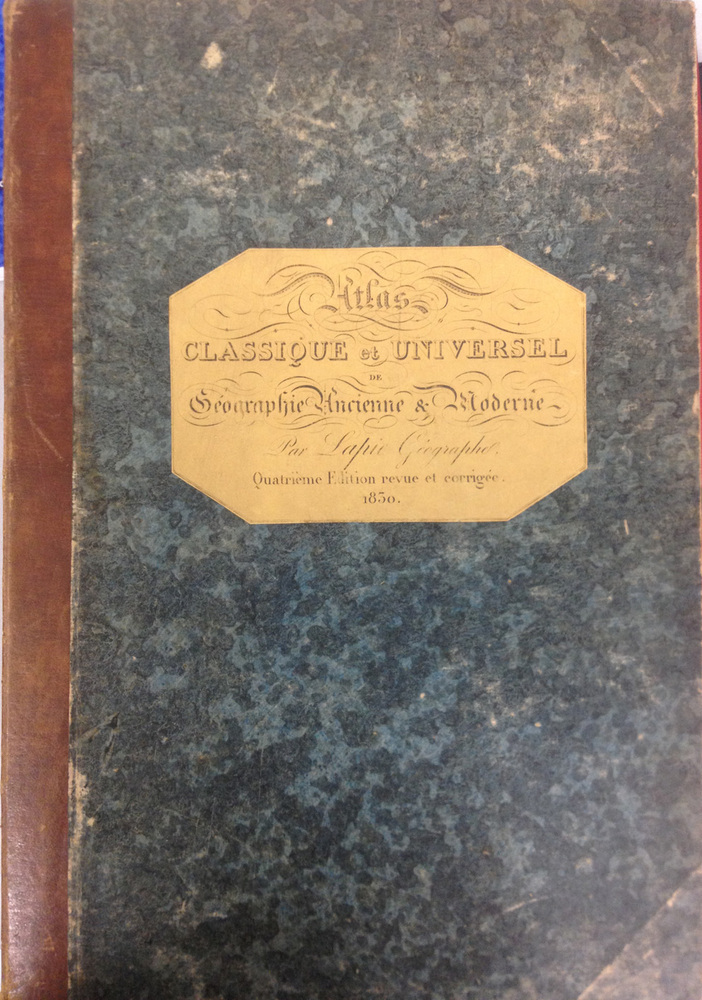 Atlas
CLASSIQUE et UNIVERSEL
DE
Géographie Ancienne & Moderne
Par Lapie Géographe.
Quatrième Edition revue et corrigée.
1830.